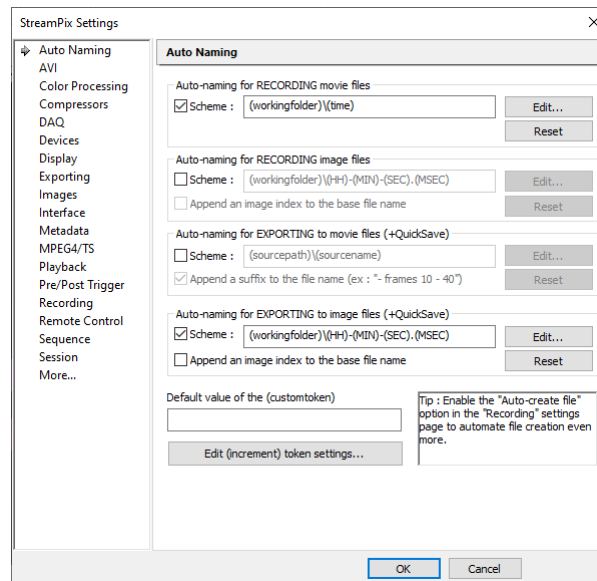 StreamPix Settings
Auto Naming
AVI
Color Processing
Compressors
DAQ
Devices
Display
Exporting
Images
Interface
Metadata
MPEG4/TS
Playback
Pre/Post Trigger
Recording
Remote Control
Sequence
Session
More...
Auto Naming
Auto-naming for RECORDING movie files
Scheme : (workingfolder)\(time) Edit...
Reset
Auto-naming for RECORDING image files
Scheme : (workingfolder)\(HH)-(MIN)-(SEC).(MSEC) Edit...
Append an image index to the base file name Reset
Auto-naming for EXPORTING to movie files (+QuickSave)
Scheme : (sourcepath)\(sourcename) Edit...
Append a suffix to the file name (ex : "- frames 10 - 40") Reset
Auto-naming for EXPORTING to image files (+QuickSave)
Scheme : (workingfolder)\(HH)-(MIN)-(SEC).(MSEC) Edit...
Append an image index to the base file name Reset
Default value of the (customtoken)
Edit (increment) token settings...
Tip : Enable the "Auto-create file"
option in the "Recording" settings
page to automate file creation even
more.
OK Cancel